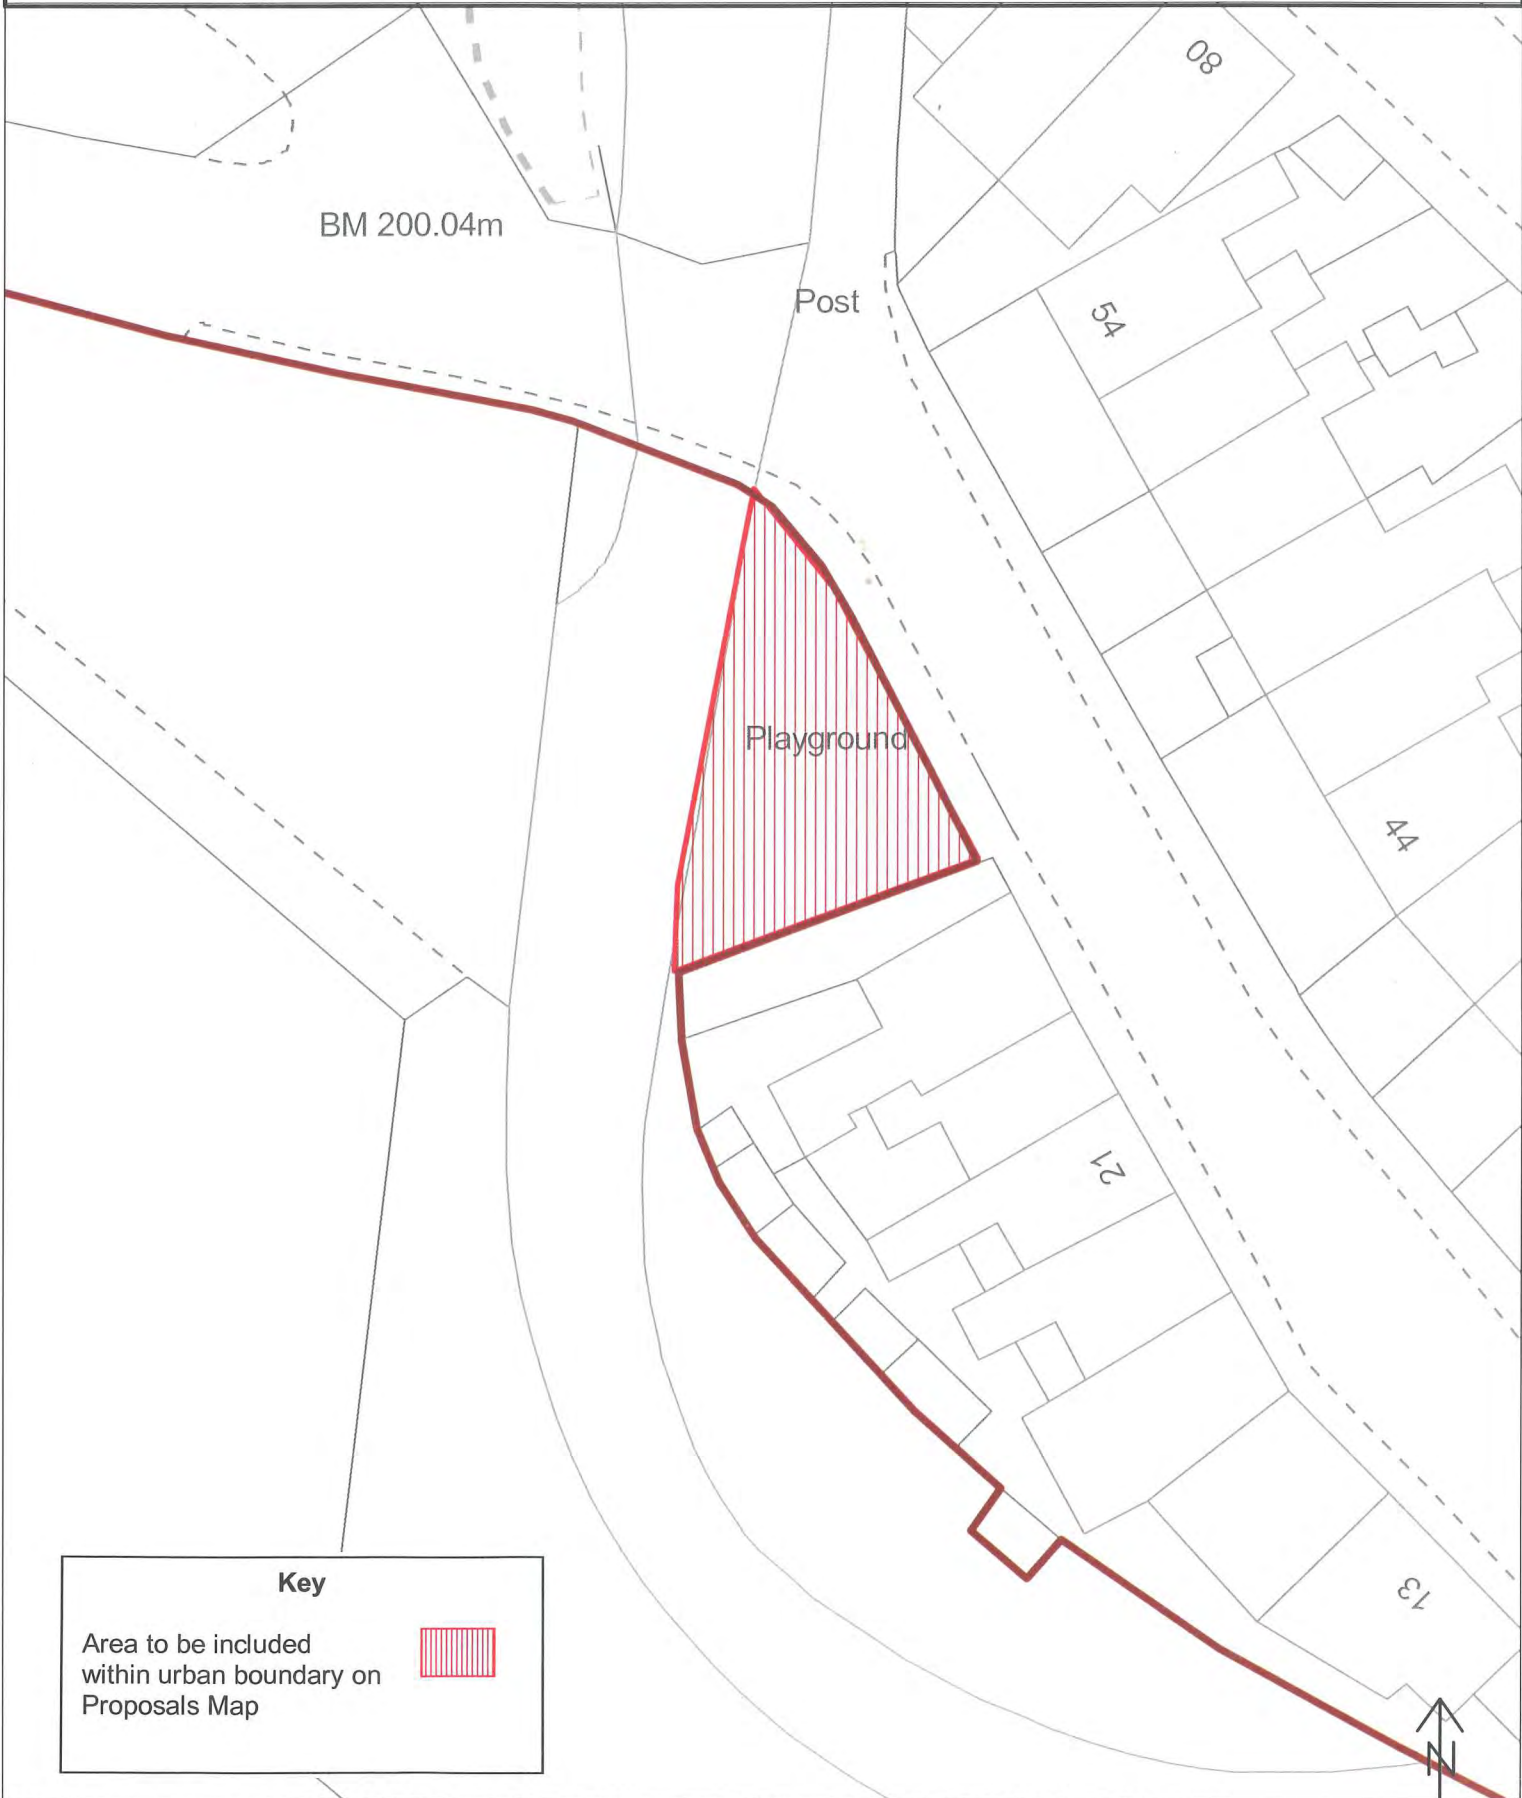 80
BM 200.04m
Post
54
Playground
44
21
13
Key
Area to be included
within urban boundary on
Proposals Map
N